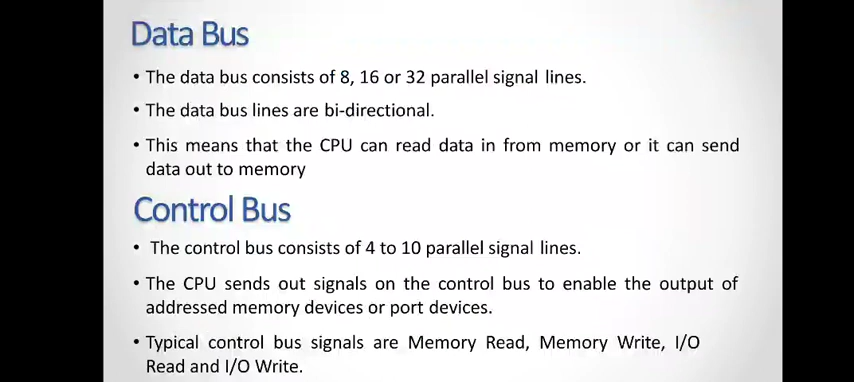 Data Bus
• The data bus consists of 8, 16 or 32 parallel signal lines.
• The data bus lines are bi-directional.
• This means that the CPU can read data in from memory or it can send
data out to memory
Control Bus
• The control bus consists of 4 to 10 parallel signal lines.
• The CPU sends out signals on the control bus to enable the output of
addressed memory devices or port devices.
• Typical control bus signals are Memory Read, Memory Write, I/O
Read and I/O Write.